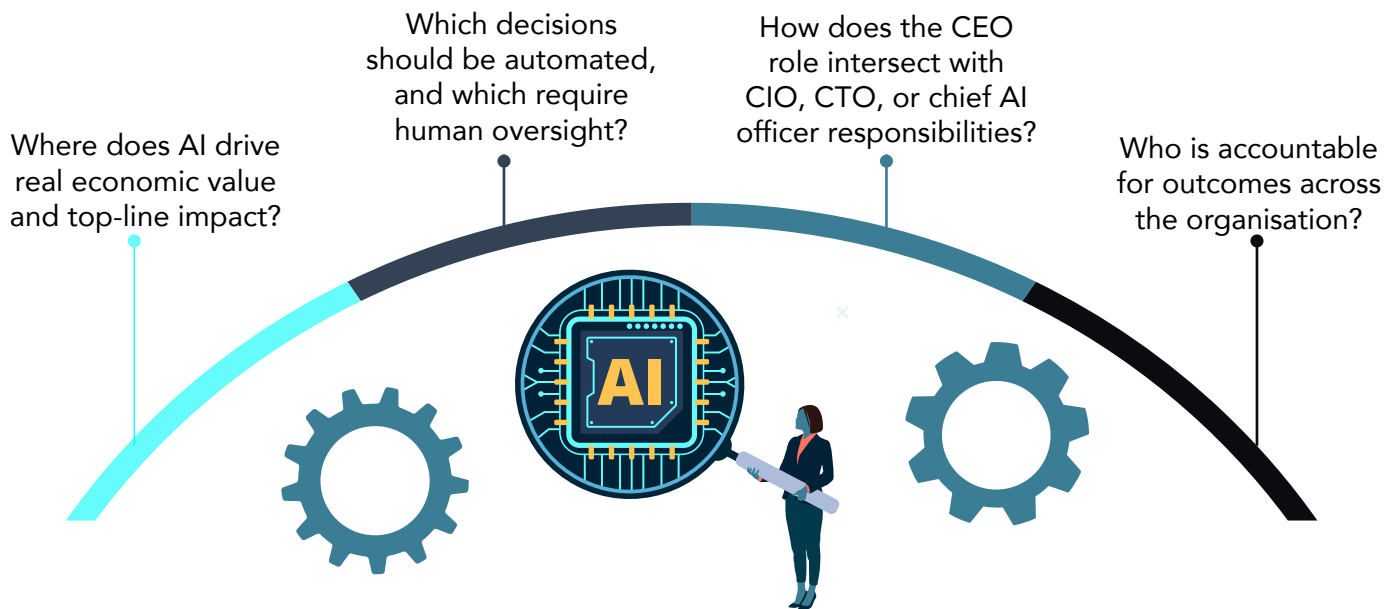 Where does AI drive
real economic value
and top-line impact?
Which decisions
should be automated,
and which require
human oversight?
How does the CEO
role intersect with
CIO, CTO, or chief AI
officer responsibilities?
Who is accountable
for outcomes across
the organisation?
AI